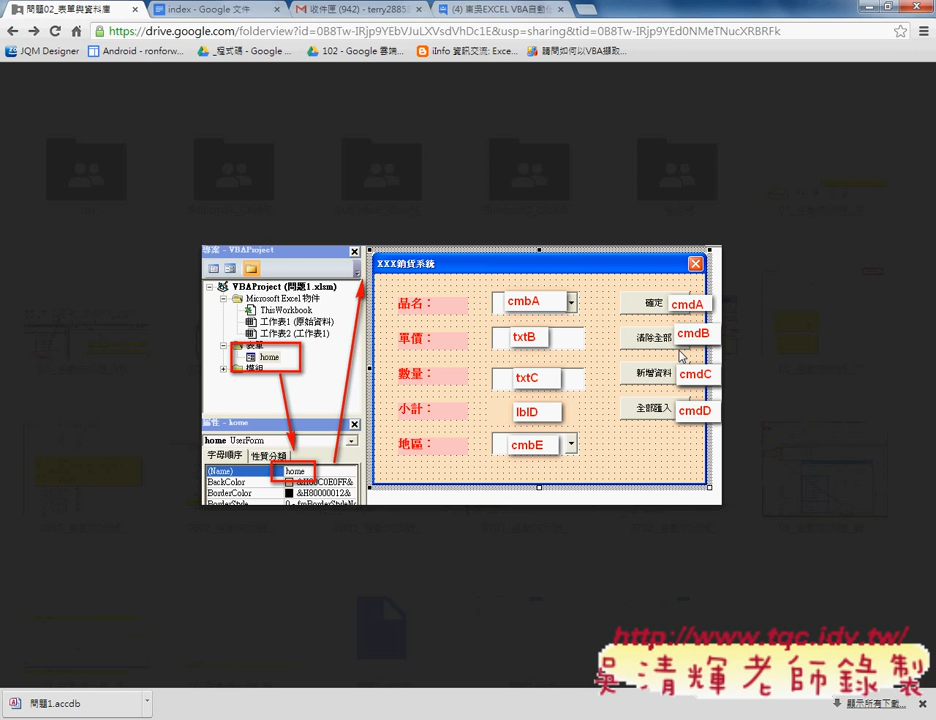 問題02_表單與資料庫
index - Google 文件
收件匣 (942) - terry2885
(4) 東吳EXCEL VBA自動化
https://drive.google.com/folderview?id=0B8Tw-IRjp9YEbVJuLXVsdVhDc1E&usp=sharing&tid=0B8Tw-IRjp9YEd0NMeTNucXRBRFk
JQM Designer
Android - ronforw...
_程式碼 - Google ...
102 - Google 雲端...
iInfo 資訊交流: Exce...
請問如何以VBA擷取...
專案 - VBAProject
VBAProject (問題1.xlsm)
Microsoft Excel 物件
ThisWorkbook
工作表1 (原始資料)
工作表2 (工作表1)
表單
home
模組
屬性 - home
home UserForm
字母順序
性質分類
(Name) home
BackColor &H00C0E0FF&
BorderColor &H80000012&
BorderStyle 0 - fmBorderStyleNo
XXX銷貨系統
品名： cmbA 確定 cmdA
單價： txtB 清除全部 cmdB
數量： txtC 新增資料 cmdC
小計： lblD 全部匯入 cmdD
地區： cmbE
http://www.tqc.idv.tw/
吳清輝老師錄製
問題1.accdb
顯示所有下載...